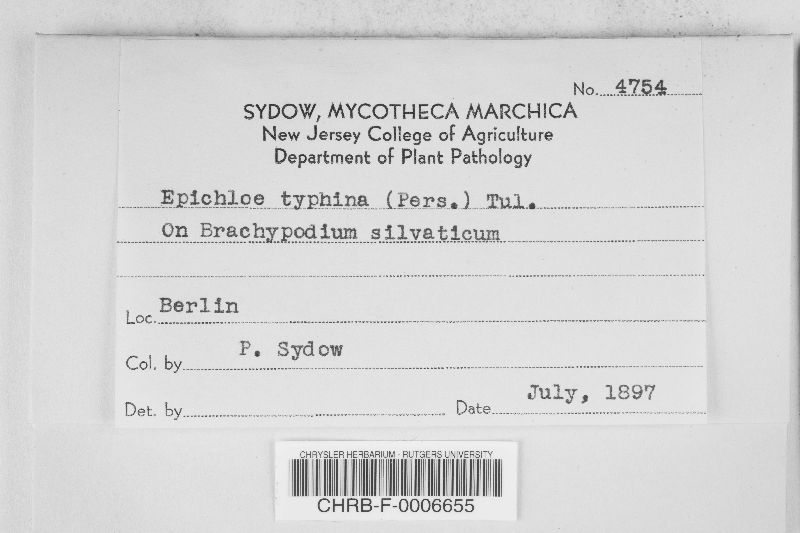 No. 4754
SYDOW, MYCOTHECA MARCHICA
New Jersey College of Agriculture
Department of Plant Pathology
Epichloe typhina (Pers.) Tul.
On Brachypodium silvaticum
Loc. Berlin
Col. by P. Sydow
Det. by
Date July, 1897
CHRYSLER HERBARIUM - RUTGERS UNIVERSITY
CHRB-F-0006655